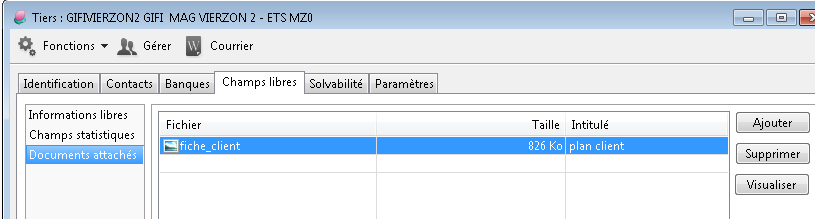 Tiers : GIFIVIERZON2 GIFI MAG VIERZON 2 - ETS MZ0
Fonctions Gérer Courrier
Identification Contacts Banques Champs libres Solvabilité Paramètres
Informations libres
Champs statistiques
Documents attachés
Fichier Taille Intitulé
fiche_client 826 Ko plan client
Ajouter
Supprimer
Visualiser